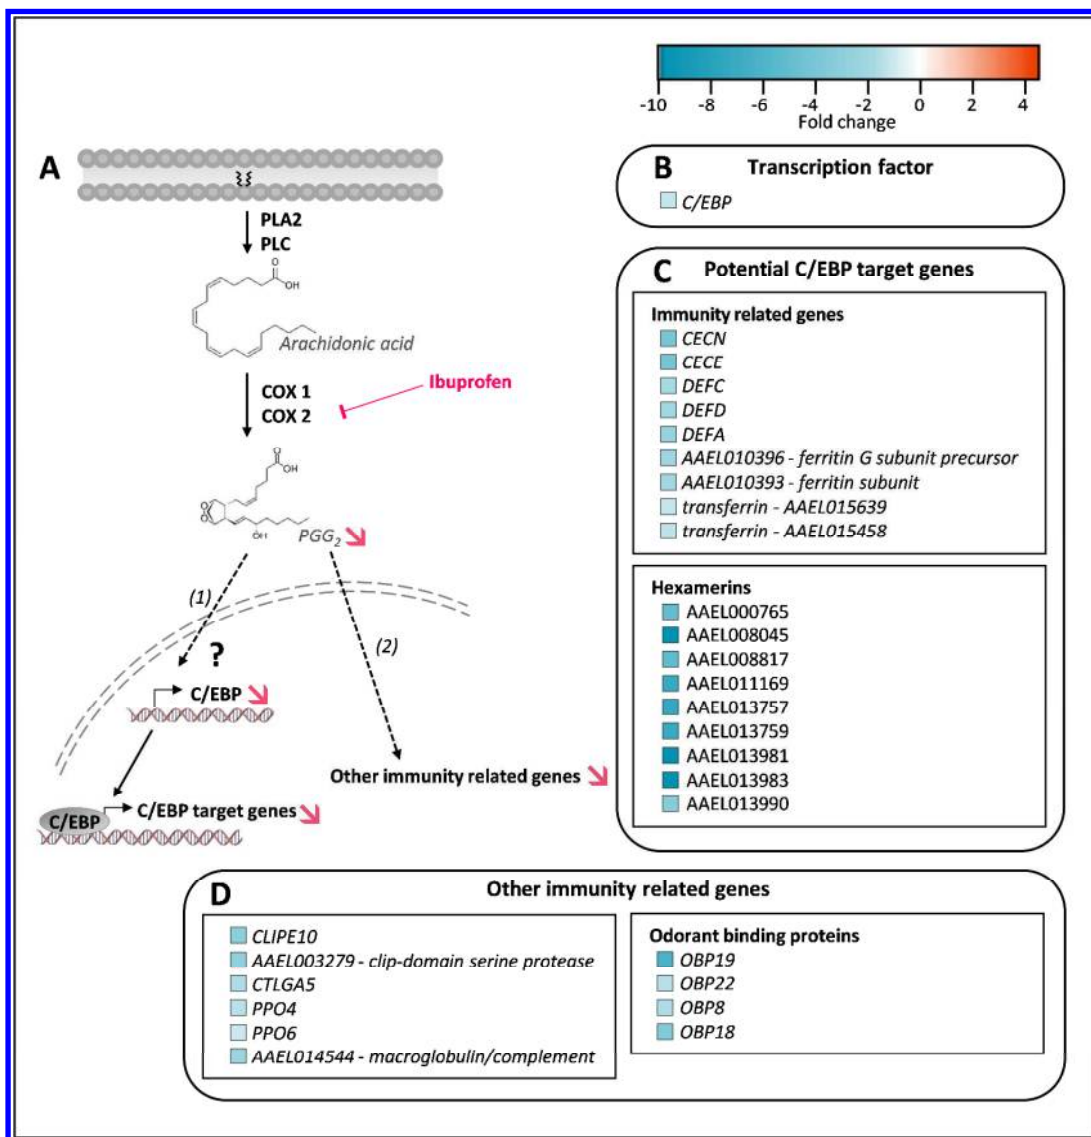 -10 -8 -6 -4 -2 0 2 4
Fold change
A
PLA2
PLC
O
OH
Arachidonic acid
COX 1
COX 2
Ibuprofen
O
OH
O
O
OH
PGG2
(1)
(2)
?
C/EBP
Other immunity related genes
C/EBP
C/EBP target genes
B Transcription factor
C/EBP
C Potential C/EBP target genes
Immunity related genes
CECN
CECE
DEFC
DEFD
DEFA
AAEL010396 - ferritin G subunit precursor
AAEL010393 - ferritin subunit
transferrin - AAEL015639
transferrin - AAEL015458
Hexamerins
AAEL000765
AAEL008045
AAEL008817
AAEL011169
AAEL013757
AAEL013759
AAEL013981
AAEL013983
AAEL013990
D Other immunity related genes
CLIPE10
AAEL003279 - clip-domain serine protease
CTLGA5
PPO4
PPO6
AAEL014544 - macroglobulin/complement
Odorant binding proteins
OBP19
OBP22
OBP8
OBP18